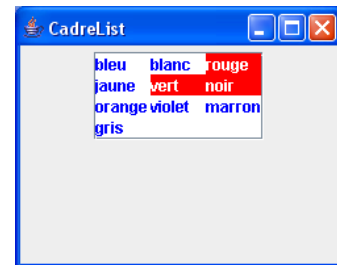 CadreList
bleu blanc rouge
jaune vert noir
orange violet marron
gris